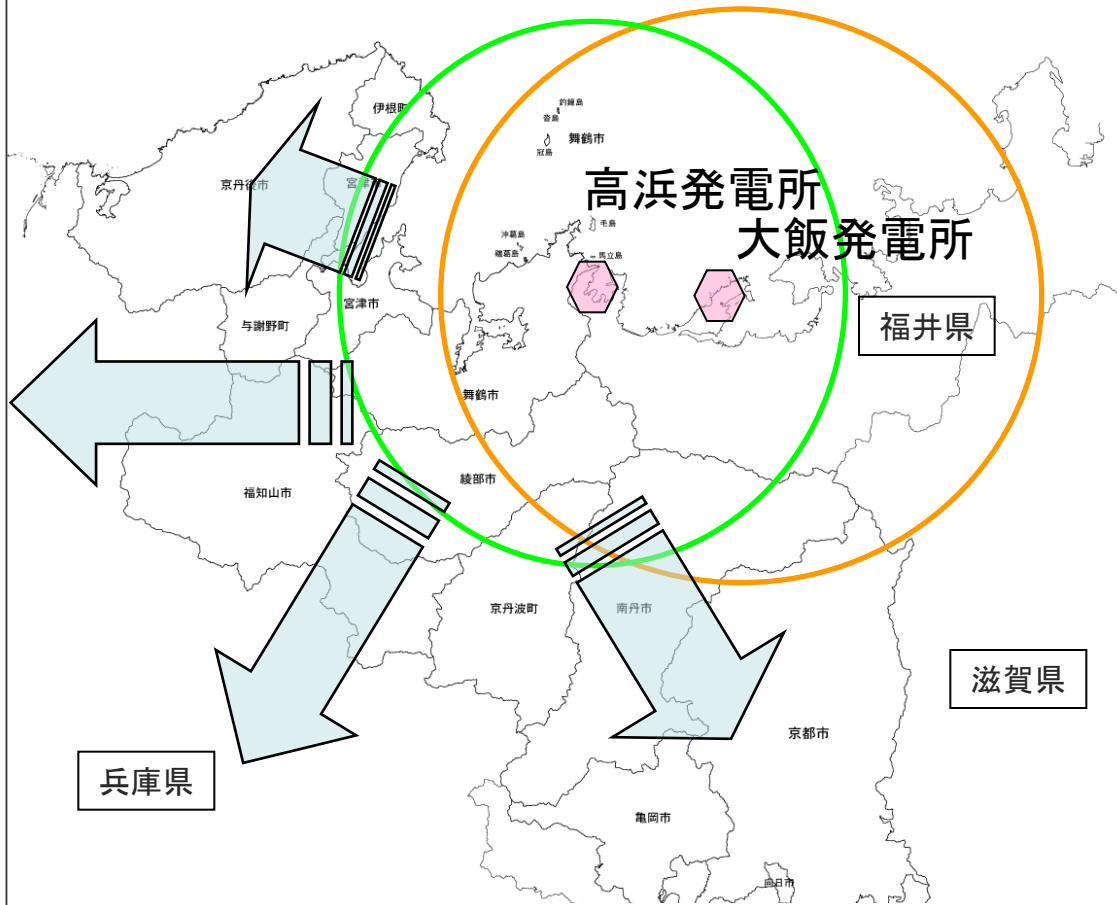 伊根町
釣鐘島
沓島
舞鶴市
冠島
京丹後市
宮津市
高浜発電所
毛島
大飯発電所
沖葛島
磯葛島
馬立島
宮津市
与謝野町
福井県
舞鶴市
綾部市
福知山市
京丹波町
南丹市
滋賀県
京都市
兵庫県
亀岡市
向日市